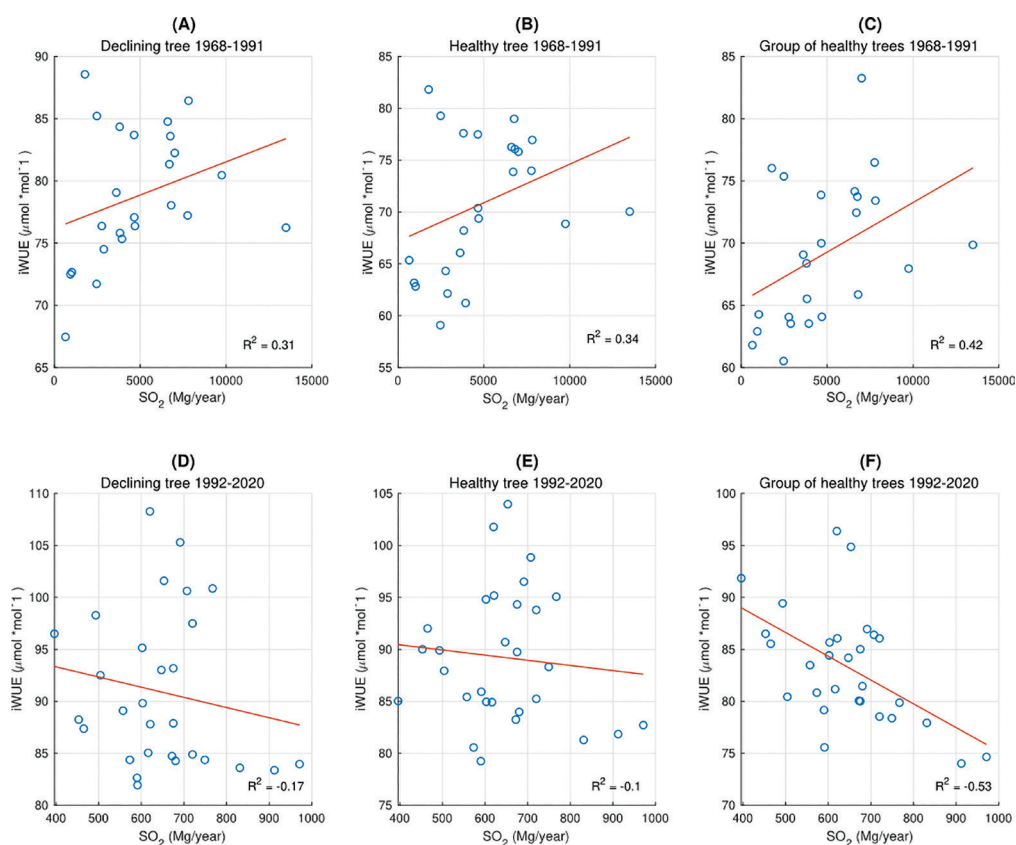 (A)
Declining tree 1968-1991
iWUE (μmol *mol⁻1 )
90
85
80
75
70
65
0
5000
10000
15000
R² = 0.31
SO₂ (Mg/year)
(B)
Healthy tree 1968-1991
iWUE (μmol *mol⁻1 )
85
80
75
70
65
60
55
0
5000
10000
15000
R² = 0.34
SO₂ (Mg/year)
(C)
Group of healthy trees 1968-1991
iWUE (μmol *mol⁻1 )
85
80
75
70
65
60
0
5000
10000
15000
R² = 0.42
SO₂ (Mg/year)
(D)
Declining tree 1992-2020
iWUE (μmol *mol⁻1 )
110
105
100
95
90
85
80
400
500
600
700
800
900
1000
R² = -0.17
SO₂ (Mg/year)
(E)
Healthy tree 1992-2020
iWUE (μmol *mol⁻1 )
105
100
95
90
85
80
75
400
500
600
700
800
900
1000
R² = -0.1
SO₂ (Mg/year)
(F)
Group of healthy trees 1992-2020
iWUE (μmol *mol⁻1 )
100
95
90
85
80
75
70
400
500
600
700
800
900
1000
R² = -0.53
SO₂ (Mg/year)